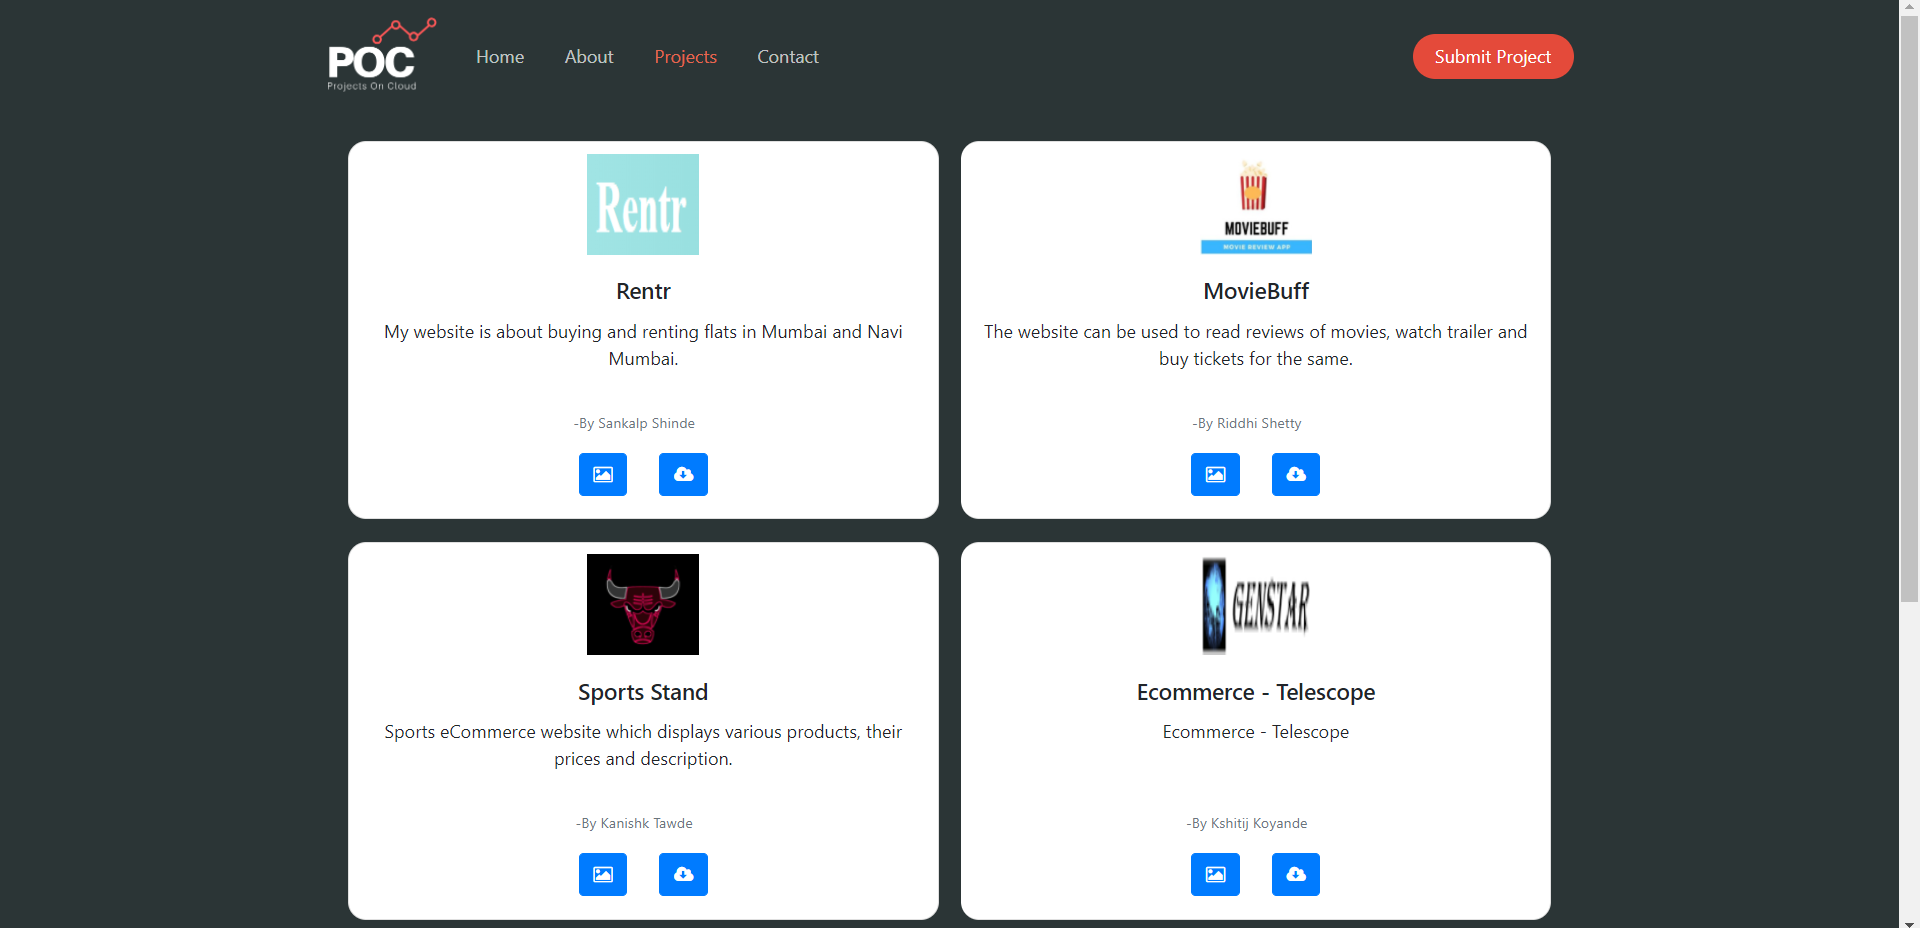 POC
Projects On Cloud
Home
About
Projects
Contact
Submit Project
Rentr
Rentr
My website is about buying and renting flats in Mumbai and Navi
Mumbai.
-By Sankalp Shinde
MOVIEBUFF
MOVIE REVIEW APP
MovieBuff
The website can be used to read reviews of movies, watch trailer and
buy tickets for the same.
-By Riddhi Shetty
Sports Stand
Sports eCommerce website which displays various products, their
prices and description.
-By Kanishk Tawde
GENSTAR
Ecommerce - Telescope
Ecommerce - Telescope
-By Kshitij Koyande